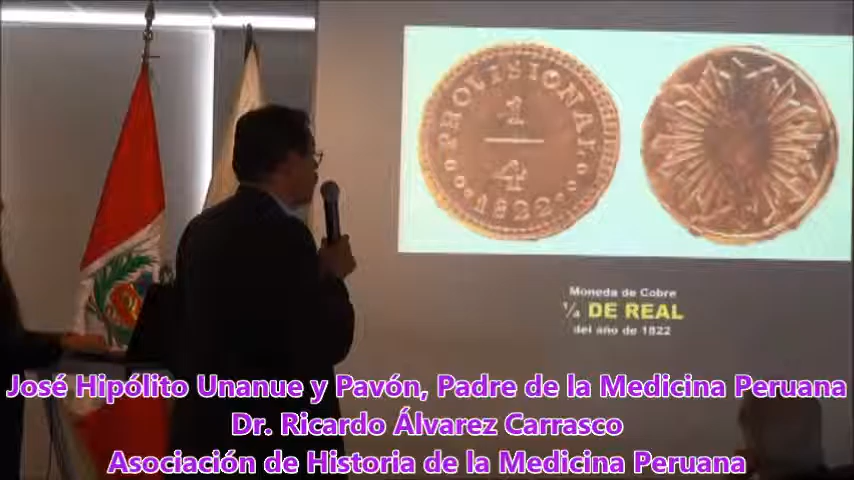 PROVISIONAL
1
4
1822
Moneda de Cobre
¼ DE REAL
del año de 1822
José Hipólito Unanue y Pavón, Padre de la Medicina Peruana
Dr. Ricardo Álvarez Carrasco
Asociación de Historia de la Medicina Peruana